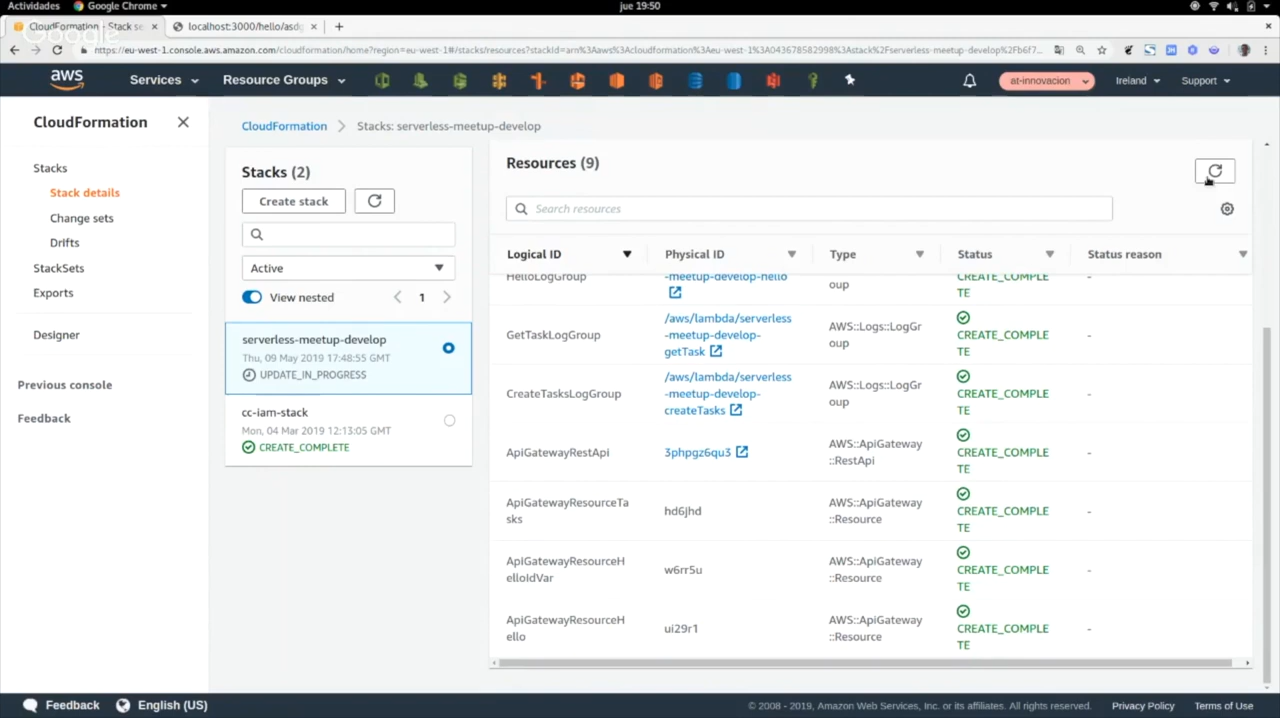 Actividades
Google Chrome
jue 19:50
CloudFormation - Stack se
localhost:3000/hello/asd
Google
https://eu-west-1.console.aws.amazon.com/cloudformation/home?region=eu-west-1#/stacks/resources?stackId=arn%3Aaws%3Acloudformation%3Aeu-west-1%3A043678582998%3Astack%2Fserverless-meetup-develop%2Fb6f7...
aws
Services
Resource Groups
at-innovacion
Ireland
Support
CloudFormation
CloudFormation
Stacks: serverless-meetup-develop
Stacks
Stack details
Change sets
Drifts
StackSets
Exports
Designer
Previous console
Feedback
Stacks (2)
Create stack
Active
View nested
1
serverless-meetup-develop
Thu, 09 May 2019 17:48:55 GMT
UPDATE_IN_PROGRESS
cc-iam-stack
Mon, 04 Mar 2019 12:13:05 GMT
CREATE_COMPLETE
Resources (9)
Search resources
Logical ID
Physical ID
Type
Status
Status reason
HelloLogGroup
-meetup-develop-hello
oup
CREATE_COMPLE
TE
-
GetTaskLogGroup
/aws/lambda/serverless
-meetup-develop-
getTask
AWS::Logs::LogGr
oup
CREATE_COMPLE
TE
-
CreateTasksLogGroup
/aws/lambda/serverless
-meetup-develop-
createTasks
AWS::Logs::LogGr
oup
CREATE_COMPLE
TE
-
ApiGatewayRestApi
3phpgz6qu3
AWS::ApiGateway
::RestApi
CREATE_COMPLE
TE
-
ApiGatewayResourceTa
sks
hd6jhd
AWS::ApiGateway
::Resource
CREATE_COMPLE
TE
-
ApiGatewayResourceH
elloIdVar
w6rr5u
AWS::ApiGateway
::Resource
CREATE_COMPLE
TE
-
ApiGatewayResourceH
ello
ui29r1
AWS::ApiGateway
::Resource
CREATE_COMPLE
TE
-
Feedback
English (US)
© 2008 - 2019, Amazon Web Services, Inc. or its affiliates. All rights reserved.
Privacy Policy
Terms of Use